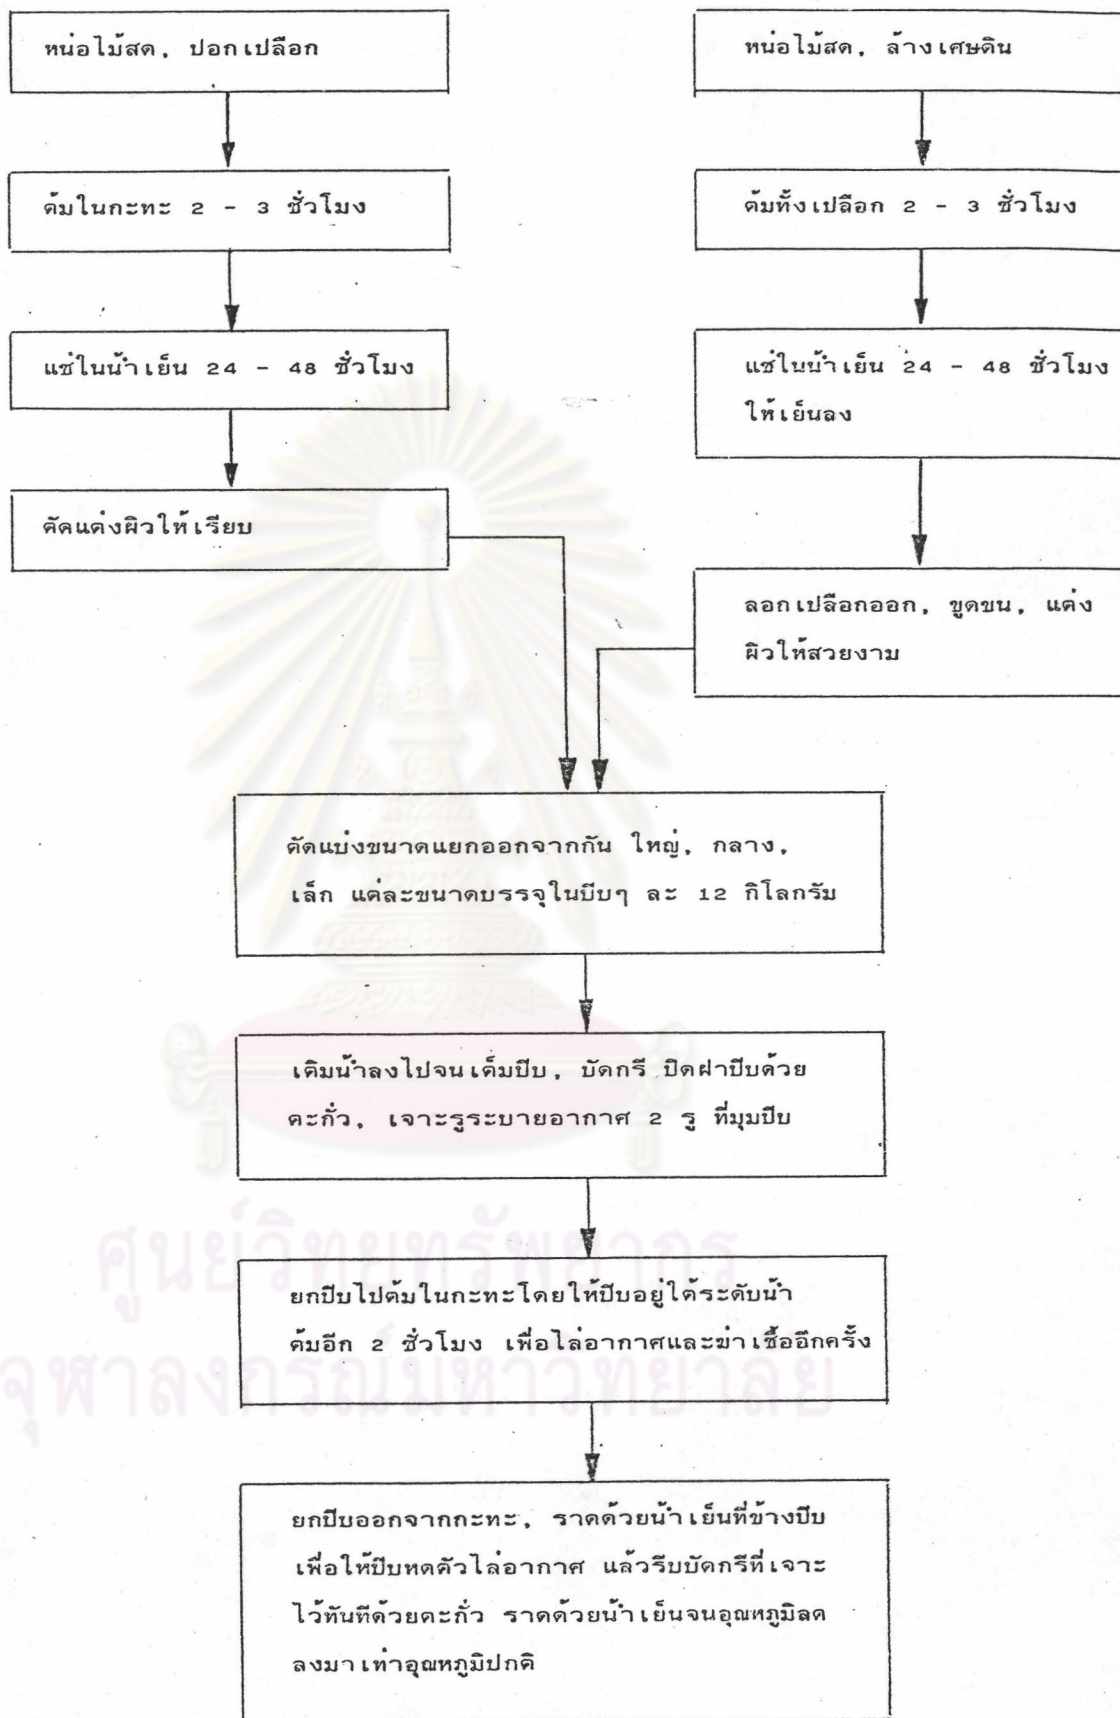 หน่อไม้สด, ปอกเปลือก
ต้มในกะทะ 2 - 3 ชั่วโมง
แช่ในน้ำเย็น 24 - 48 ชั่วโมง
ตัดแต่งผิวให้เรียบ
หน่อไม้สด, ล้างเศษดิน
ต้มทั้งเปลือก 2 - 3 ชั่วโมง
แช่ในน้ำเย็น 24 - 48 ชั่วโมง
ให้เย็นลง
ลอกเปลือกออก, ขูดขน, แต่ง
ผิวให้สวยงาม
คัดแบ่งขนาดแยกออกจากกัน ใหญ่, กลาง,
เล็ก แต่ละขนาดบรรจุในปีบๆ ละ 12 กิโลกรัม
เติมน้ำลงไปจนเต็มปีบ, บัดกรี ปิดฝาปีบด้วย
ตะกั่ว, เจาะรูระบายอากาศ 2 รู ที่มุมปีบ
ยกปีบไปต้มในกะทะโดยให้ปีบอยู่ใต้ระดับน้ำ
ต้มอีก 2 ชั่วโมง เพื่อไล่อากาศและฆ่าเชื้ออีกครั้ง
ยกปีบออกจากกะทะ, ราดด้วยน้ำเย็นที่ข้างปีบ
เพื่อให้ปีบหดตัวไล่อากาศ แล้วรีบบัดกรีที่เจาะ
ไว้ทันทีด้วยตะกั่ว ราดด้วยน้ำเย็นจนอุณหภูมิลด
ลงมาเท่าอุณหภูมิปกติ
ศูนย์วิทยทรัพยากร
จุฬาลงกรณ์มหาวิทยาลัย